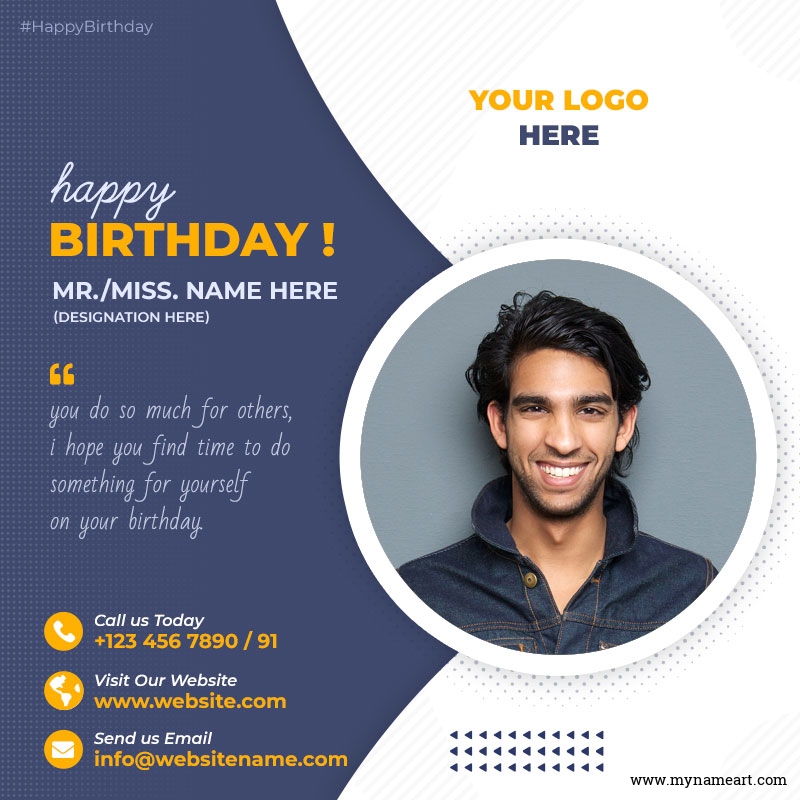 #HappyBirthday
YOUR LOGO
HERE
happy
BIRTHDAY !
MR./MISS. NAME HERE
(DESIGNATION HERE)
“
you do so much for others,
i hope you find time to do
something for yourself
on your birthday.
Call us Today
+123 456 7890 / 91
Visit Our Website
www.website.com
Send us Email
info@websitename.com
www.mynameart.com